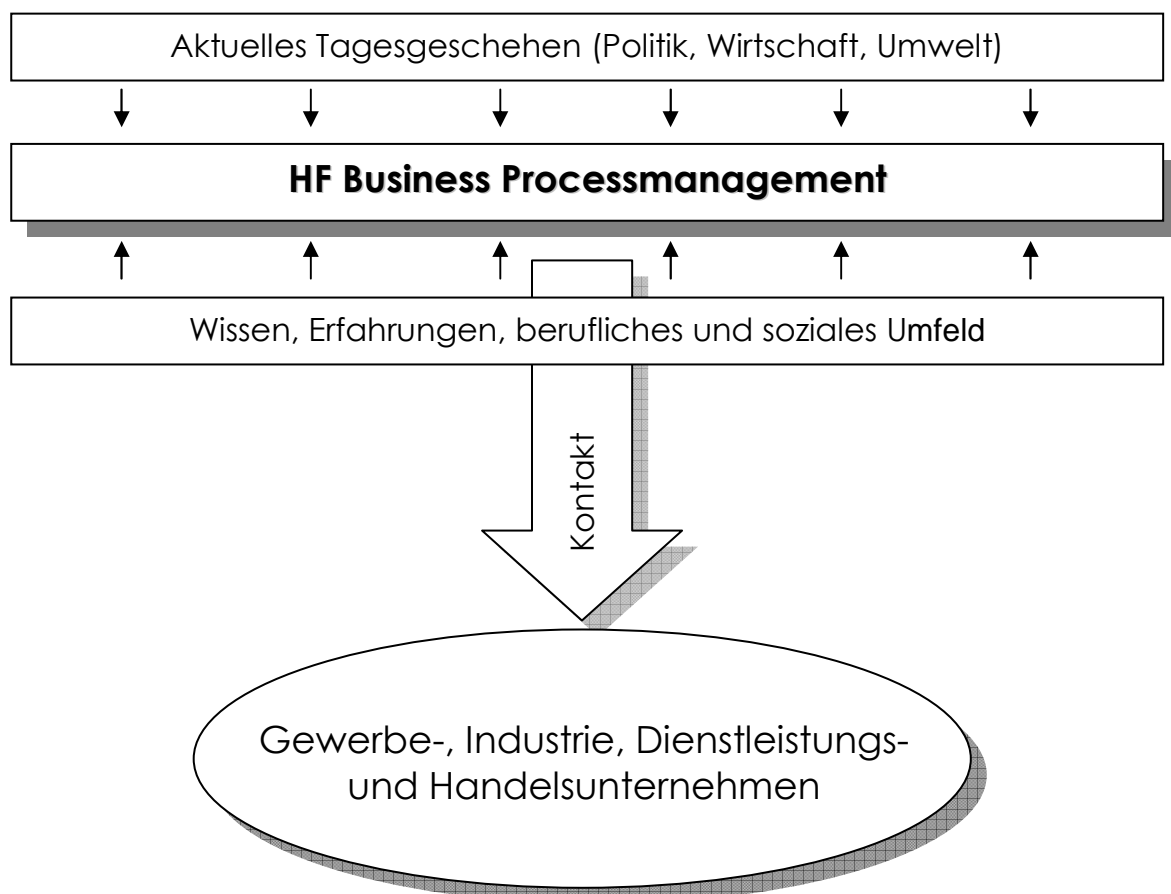 Aktuelles Tagesgeschehen (Politik, Wirtschaft, Umwelt)
HF Business Processmanagement
Wissen, Erfahrungen, berufliches und soziales Umfeld
Kontakt
Gewerbe-, Industrie, Dienstleistungs-
und Handelsunternehmen